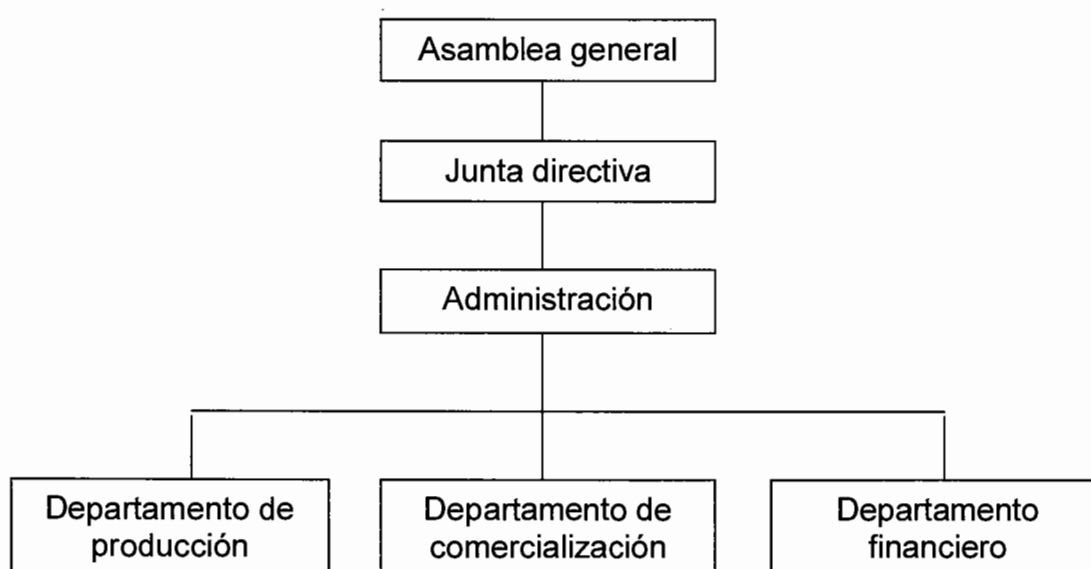 Asamblea general
Junta directiva
Administración
Departamento de
producción
Departamento de
comercialización
Departamento
financiero